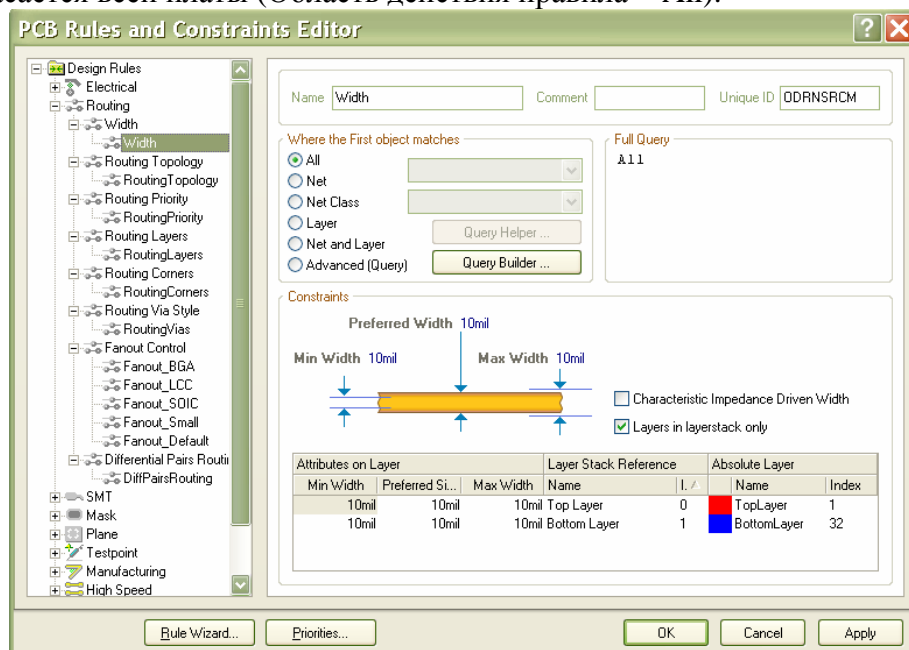 всей платы (Область действия правила – All).
PCB Rules and Constraints Editor
Design Rules
Electrical
Routing
Width
Width
Routing Topology
RoutingTopology
Routing Priority
RoutingPriority
Routing Layers
RoutingLayers
Routing Corners
RoutingCorners
Routing Via Style
RoutingVias
Fanout Control
Fanout_BGA
Fanout_LCC
Fanout_SOIC
Fanout_Small
Fanout_Default
Differential Pairs Routi
DiffPairsRouting
SMT
Mask
Plane
Testpoint
Manufacturing
High Speed
Name Width Comment Unique ID ODRNSRCM
Where the First object matches
All
Net
Net Class
Layer
Net and Layer
Advanced (Query)
Query Helper ...
Query Builder ...
Full Query
All
Constraints
Preferred Width 10mil
Min Width 10mil Max Width 10mil
Characteristic Impedance Driven Width
Layers in layerstack only
Attributes on Layer Layer Stack Reference Absolute Layer
Min Width Preferred Si... Max Width Name I. Name Index
10mil 10mil 10mil Top Layer 0 TopLayer 1
10mil 10mil 10mil Bottom Layer 1 BottomLayer 32
Rule Wizard... Priorities... OK Cancel Apply